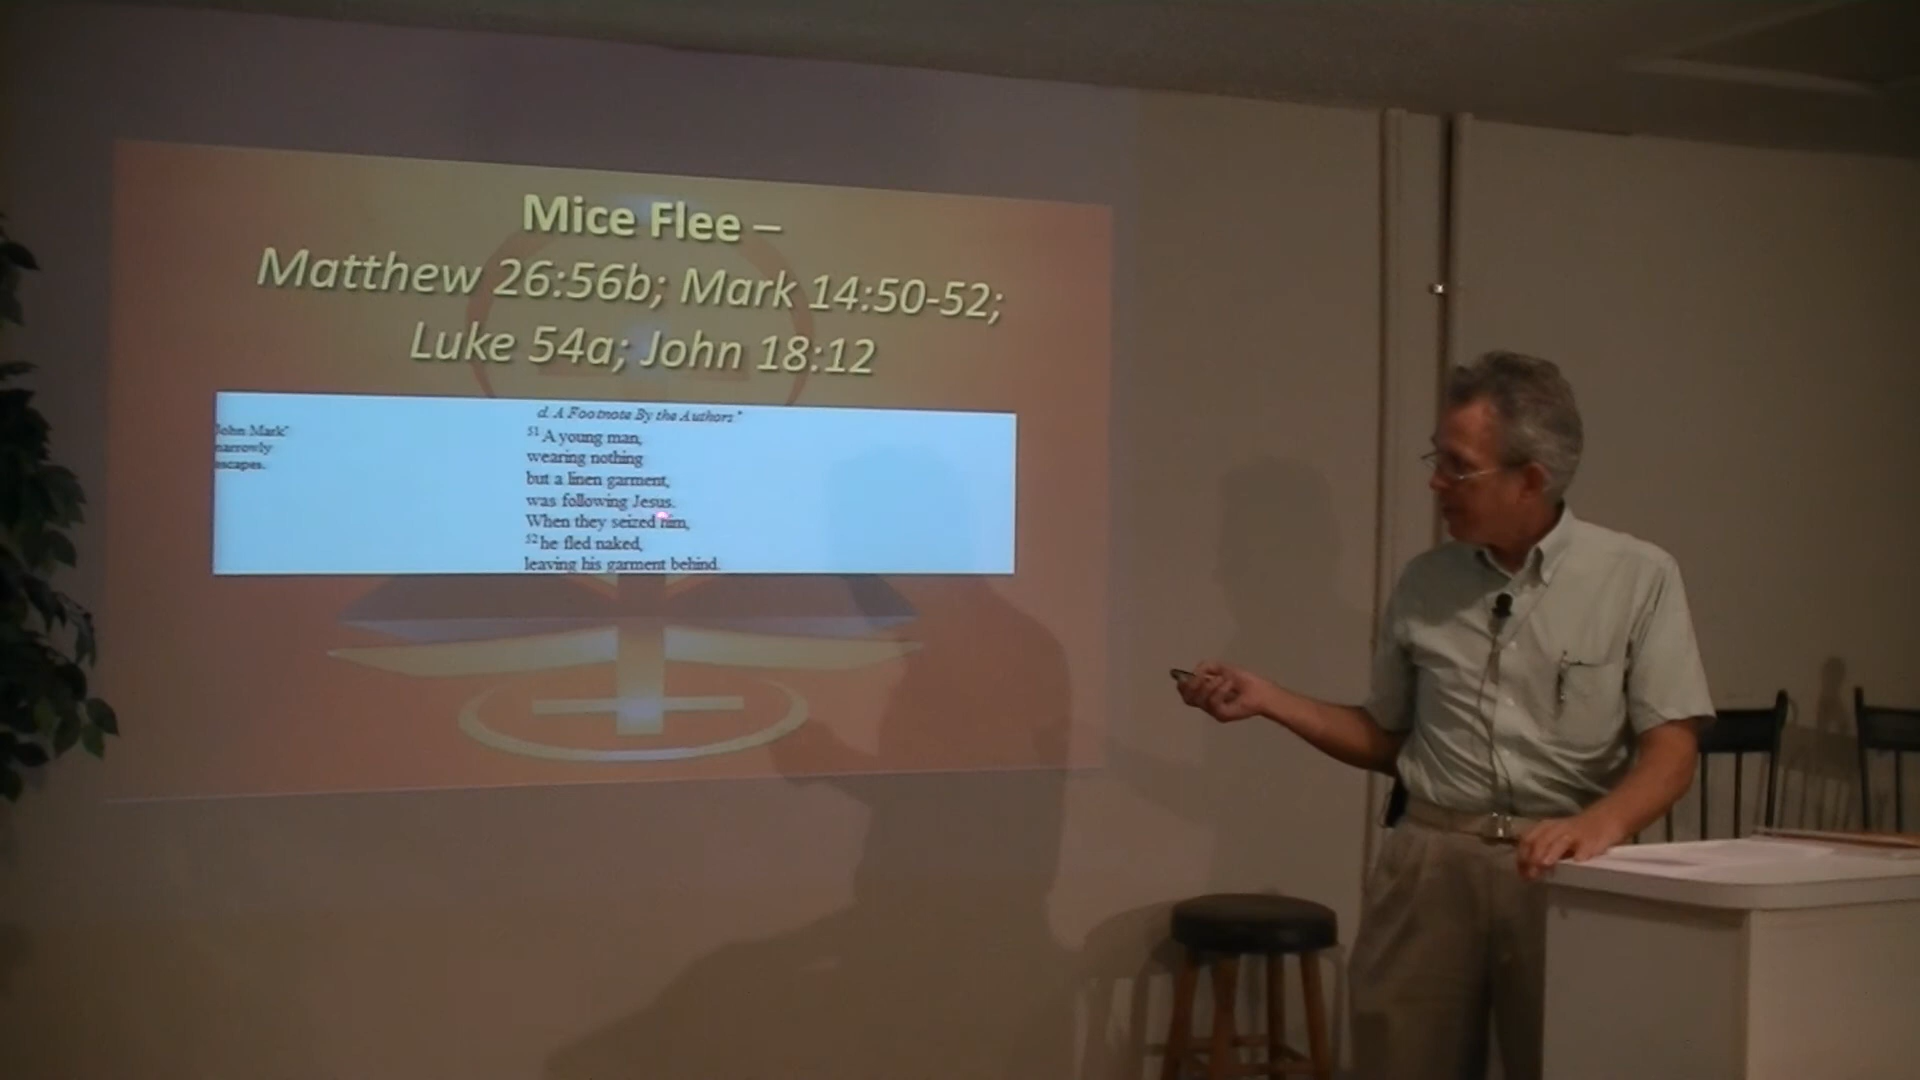 Mice Flee –
Matthew 26:56b; Mark 14:50-52;
Luke 54a; John 18:12
d. A Footnote By the Authors*
John Mark*
narrowly
escapes.
51 A young man,
wearing nothing
but a linen garment,
was following Jesus.
When they seized him,
52 he fled naked,
leaving his garment behind.